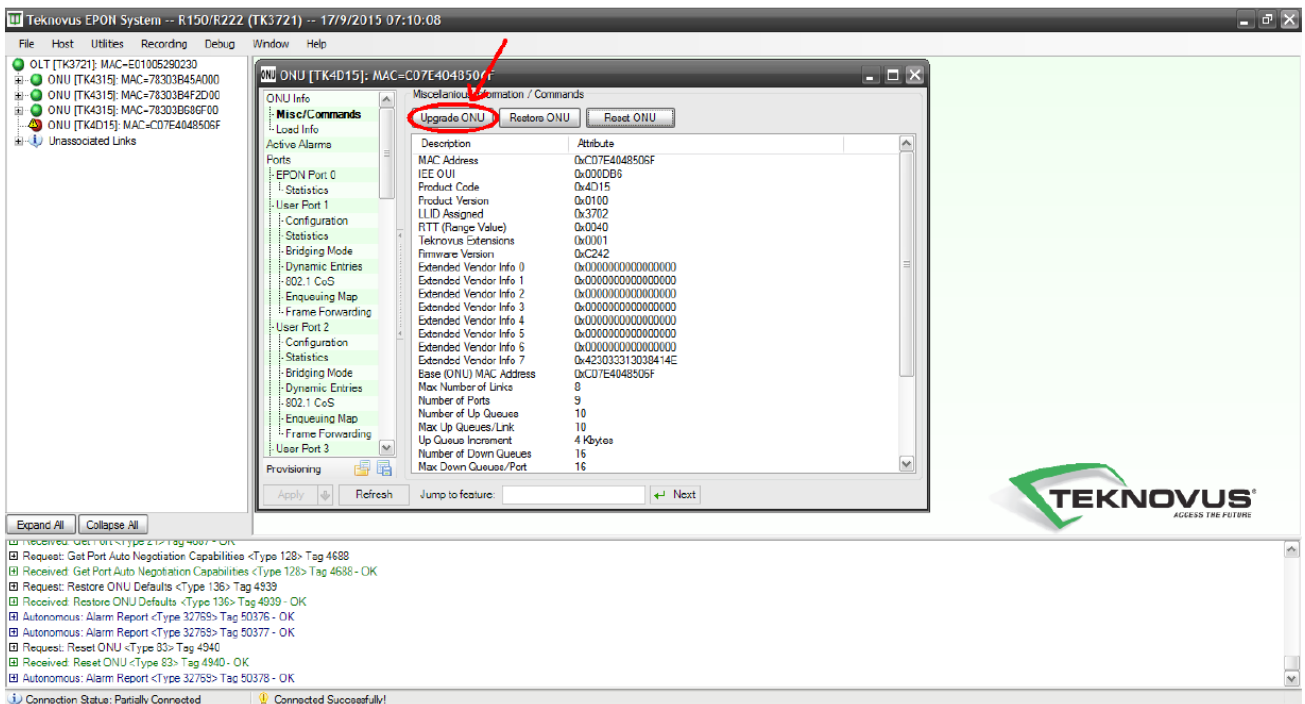 Teknovus EPON System -- R150/R222 (TK3721) -- 17/9/2015 07:10:08
File Host Utilities Recording Debug Window Help
OLT [TK3721]: MAC=E01005290230
ONU [TK4315]: MAC=78303B45A000
ONU [TK4315]: MAC=78303B4F2D00
ONU [TK4315]: MAC=78303B686F00
ONU [TK4D15]: MAC=C07E4048506F
Unassociated Links
Expand All Collapse All
ONU [TK4D15]: MAC=C07E4048506F
ONU Info
Misc/Commands
Load Info
Active Alarms
Ports
EPON Port 0
Statistics
User Port 1
Configuration
Statistics
Bridging Mode
Dynamic Entries
802.1 CoS
Enqueuing Map
Frame Forwarding
User Port 2
Configuration
Statistics
Bridging Mode
Dynamic Entries
802.1 CoS
Enqueuing Map
Frame Forwarding
User Port 3
Provisioning
Miscellanious Information / Commands
Upgrade ONU Restore ONU Reset ONU
Description Attribute
MAC Address 0xC07E4048506F
IEE OUI 0x000DB6
Product Code 0x4D15
Product Version 0x0100
LLID Assigned 0x3702
RTT (Range Value) 0x0040
Teknovus Extensions 0x0001
Firmware Version 0xC242
Extended Vendor Info 0 0x0000000000000000
Extended Vendor Info 1 0x0000000000000000
Extended Vendor Info 2 0x0000000000000000
Extended Vendor Info 3 0x0000000000000000
Extended Vendor Info 4 0x0000000000000000
Extended Vendor Info 5 0x0000000000000000
Extended Vendor Info 6 0x0000000000000000
Extended Vendor Info 7 0x423033313038414E
Base (ONU) MAC Address 0xC07E4048506F
Max Number of Links 8
Number of Ports 9
Number of Up Queues 10
Max Up Queues/Link 10
Up Queue Increment 4 Kbytes
Number of Down Queues 16
Max Down Queues/Port 16
Apply Refresh Jump to feature: Next
TEKNOVUS
ACCESS THE FUTURE
Received: Get Port <Type 21> Tag 4687 - OK
Request: Get Port Auto Negotiation Capabilities <Type 128> Tag 4688
Received: Get Port Auto Negotiation Capabilities <Type 128> Tag 4688 - OK
Request: Restore ONU Defaults <Type 136> Tag 4939
Received: Restore ONU Defaults <Type 136> Tag 4939 - OK
Autonomous: Alarm Report <Type 32769> Tag 50376 - OK
Autonomous: Alarm Report <Type 32769> Tag 50377 - OK
Request: Reset ONU <Type 83> Tag 4940
Received: Reset ONU <Type 83> Tag 4940 - OK
Autonomous: Alarm Report <Type 32769> Tag 50378 - OK
Connection Status: Partially Connected Connected Successfully!